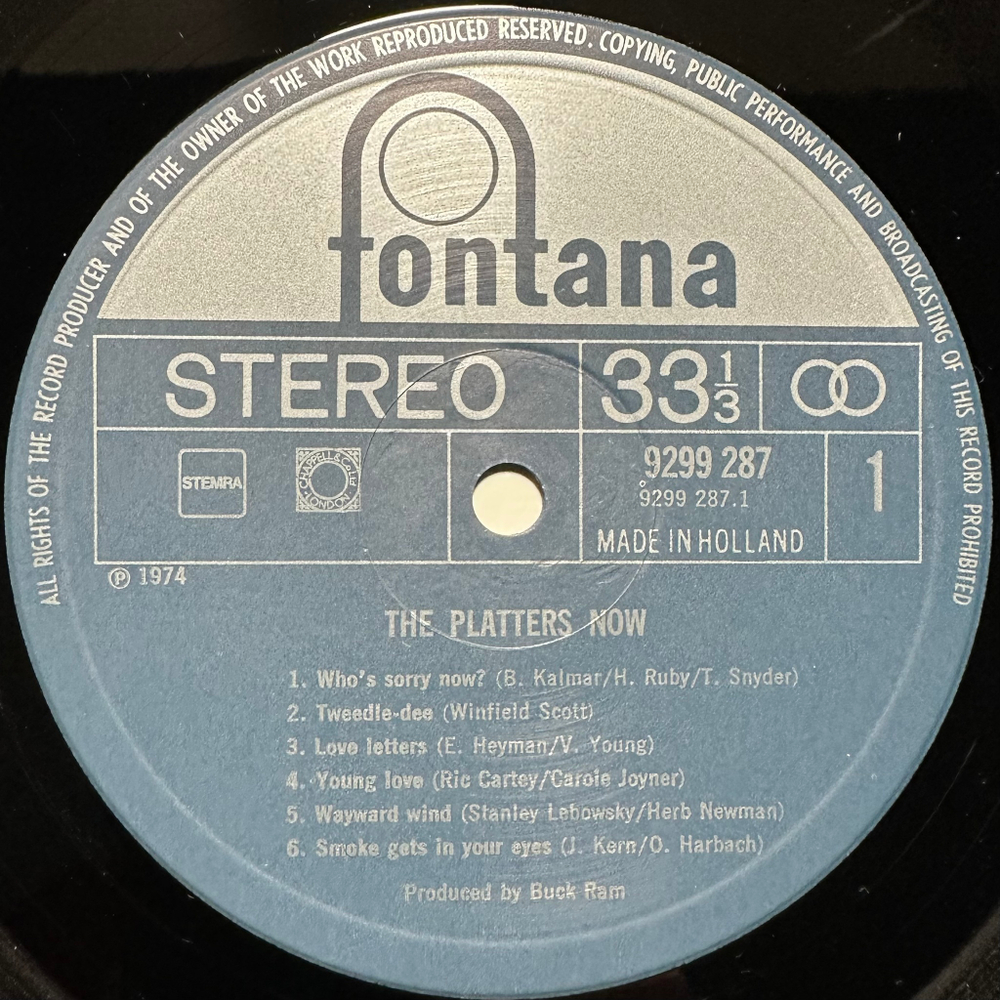 ALL RIGHTS OF THE RECORD PRODUCER AND OF THE OWNER OF THE WORK REPRODUCED RESERVED. COPYING, PUBLIC PERFORMANCE AND BROADCASTING OF THIS RECORD PROHIBITED
fontana
STEREO 33 1/3
STEMRA CHAPPELL & Co LTD LONDON 9299 287 1
9299 287.1
MADE IN HOLLAND
℗ 1974
THE PLATTERS NOW
1. Who's sorry now? (B. Kalmar/H. Ruby/T. Snyder)
2. Tweedle-dee (Winfield Scott)
3. Love letters (E. Heyman/V. Young)
4. Young love (Ric Cartey/Carole Joyner)
5. Wayward wind (Stanley Lebowsky/Herb Newman)
6. Smoke gets in your eyes (J. Kern/O. Harbach)
Produced by Buck Ram